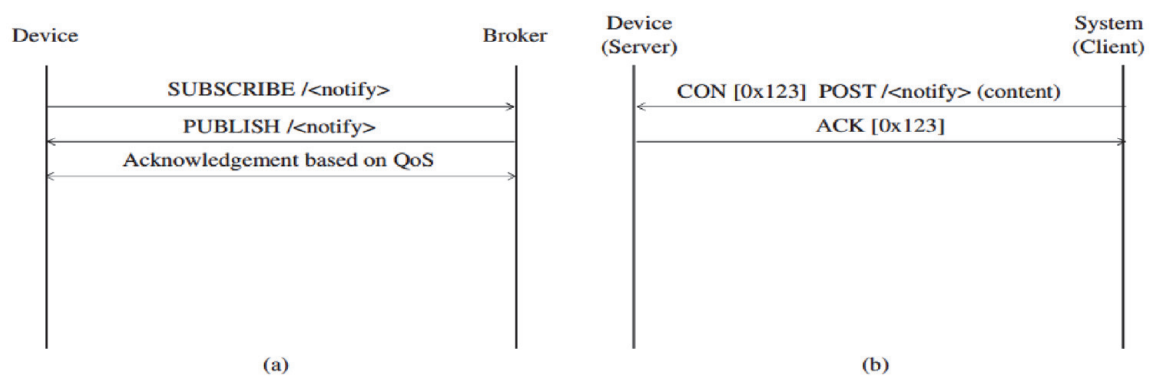 Device
Broker
SUBSCRIBE /<notify>
PUBLISH /<notify>
Acknowledgement based on QoS
(a)
Device
(Server)
System
(Client)
CON [0x123] POST /<notify> (content)
ACK [0x123]
(b)